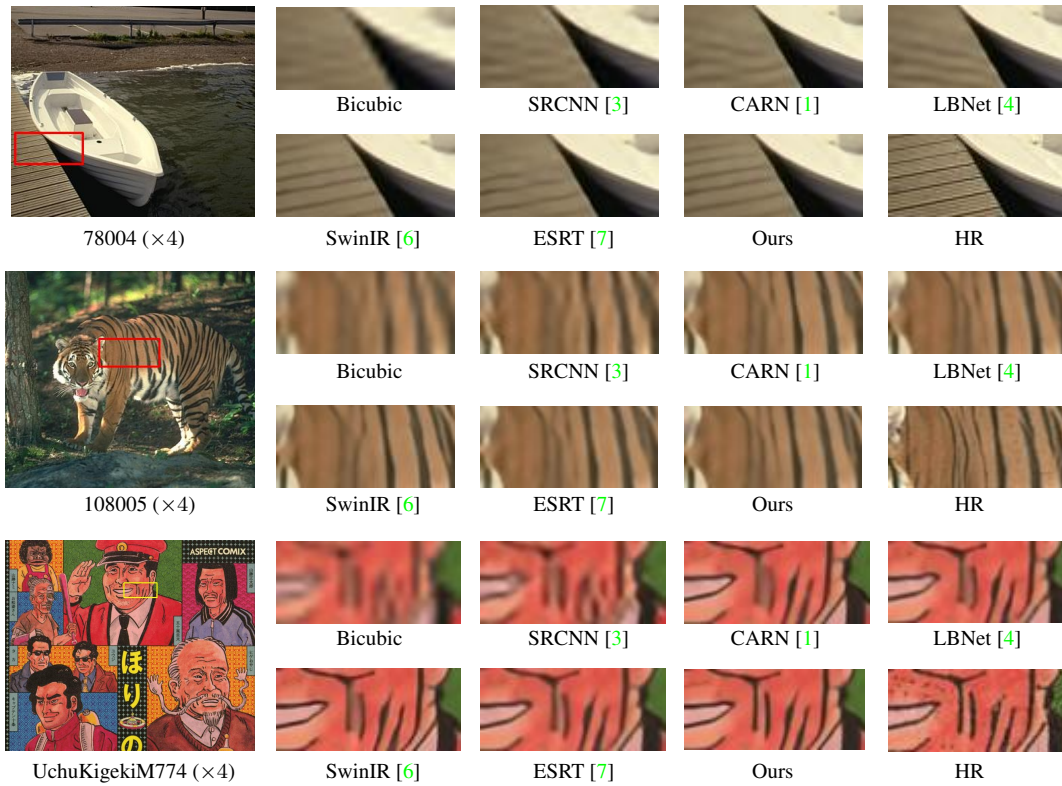 Bicubic SRCNN [3] CARN [1] LBNet [4]
78004 (×4) SwinIR [6] ESRT [7] Ours HR
Bicubic SRCNN [3] CARN [1] LBNet [4]
108005 (×4) SwinIR [6] ESRT [7] Ours HR
ASPECT COMIX
ほり
の
Bicubic SRCNN [3] CARN [1] LBNet [4]
UchuKigekiM774 (×4) SwinIR [6] ESRT [7] Ours HR